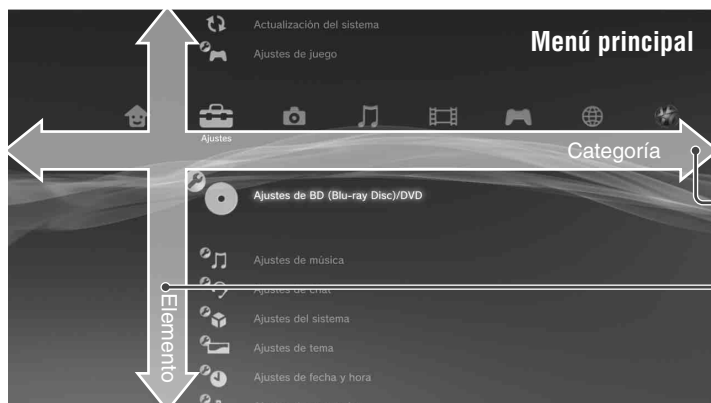 Actualización del sistema
Menú principal
Ajustes de juego
Ajustes
Categoría
Ajustes de BD (Blu-ray Disc)/DVD
Ajustes de música
Ajustes de chat
Elemento
Ajustes del sistema
Ajustes de tema
Ajustes de fecha y hora